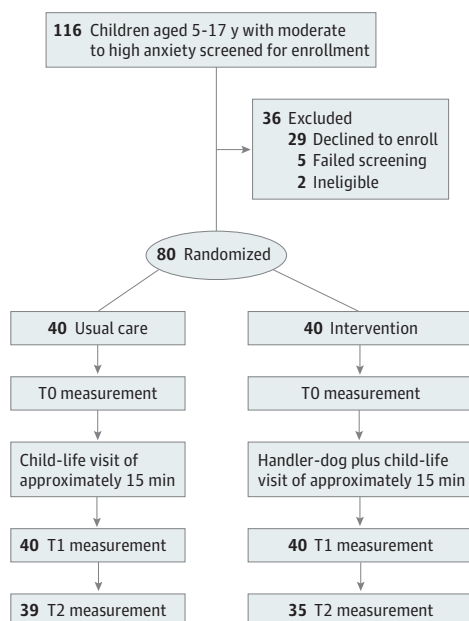 116 Children aged 5-17 y with moderate
to high anxiety screened for enrollment
36 Excluded
29 Declined to enroll
5 Failed screening
2 Ineligible
80 Randomized
40 Usual care
40 Intervention
T0 measurement
T0 measurement
Child-life visit of
approximately 15 min
Handler-dog plus child-life
visit of approximately 15 min
40 T1 measurement
40 T1 measurement
39 T2 measurement
35 T2 measurement